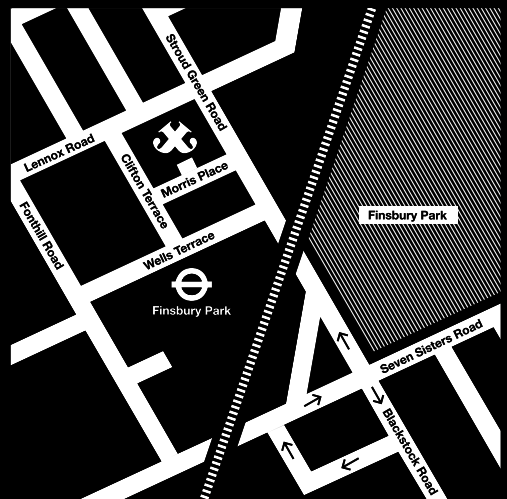 Stroud Green Road
Lennox Road
Clifton Terrace
Morris Place
Fonthill Road
Finsbury Park
Wells Terrace
Finsbury Park
Seven Sisters Road
Blackstock Road